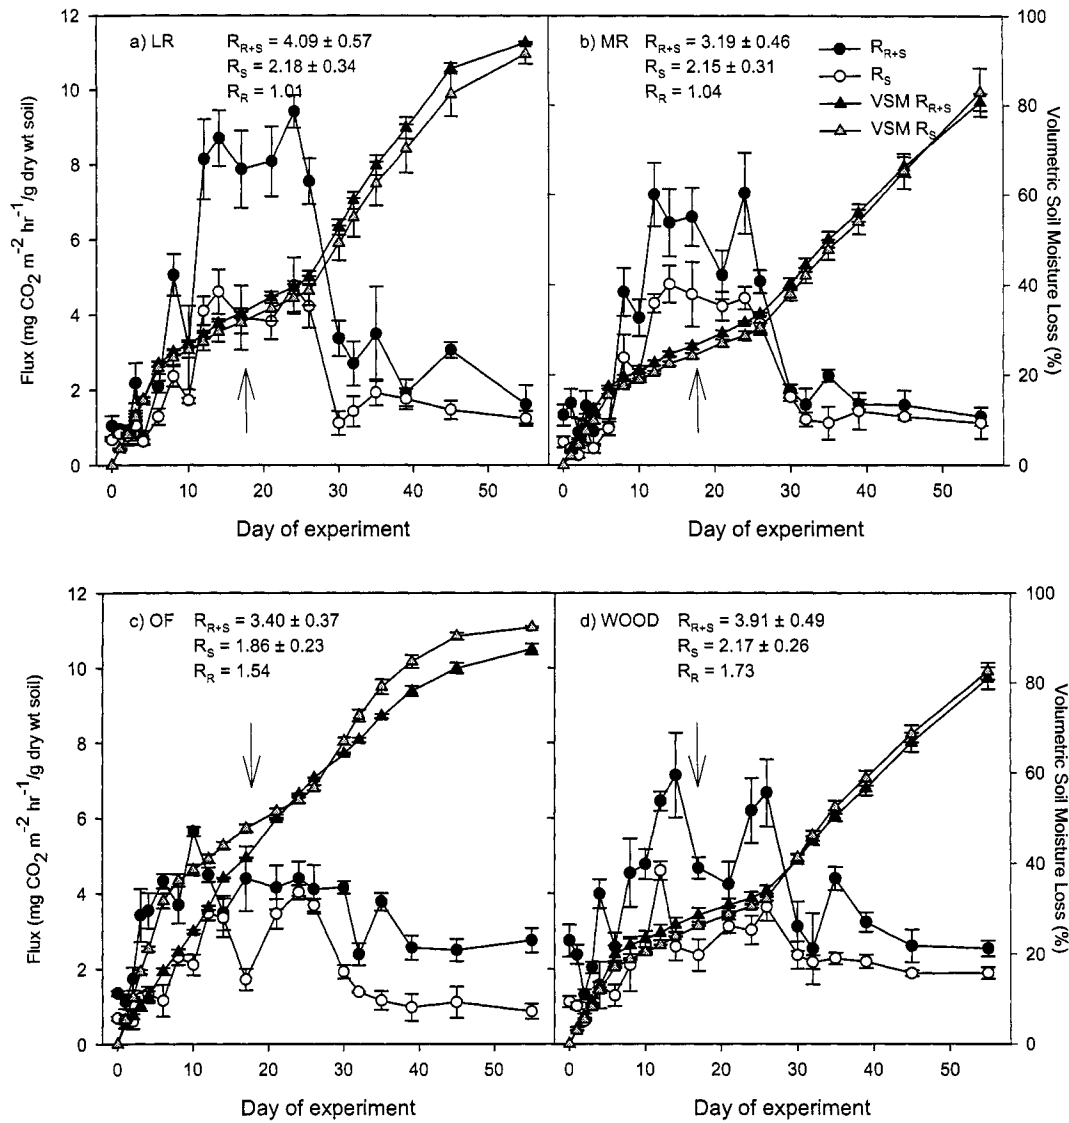 a) LR
R_{R+S} = 4.09 ± 0.57
R_S = 2.18 ± 0.34
R_R = 1.01
b) MR
R_{R+S} = 3.19 ± 0.46
R_S = 2.15 ± 0.31
R_R = 1.04
R_{R+S}
R_S
VSM R_{R+S}
VSM R_S
12
10
8
6
4
2
0
Flux (mg CO_2 m^{-2} hr^{-1}/g dry wt soil)
100
80
60
40
20
0
Volumetric Soil Moisture Loss (%)
0 10 20 30 40 50
0 10 20 30 40 50
Day of experiment
Day of experiment
c) OF
R_{R+S} = 3.40 ± 0.37
R_S = 1.86 ± 0.23
R_R = 1.54
d) WOOD
R_{R+S} = 3.91 ± 0.49
R_S = 2.17 ± 0.26
R_R = 1.73
12
10
8
6
4
2
0
Flux (mg CO_2 m^{-2} hr^{-1}/g dry wt soil)
100
80
60
40
20
0
Volumetric Soil Moisture Loss (%)
0 10 20 30 40 50
0 10 20 30 40 50
Day of experiment
Day of experiment